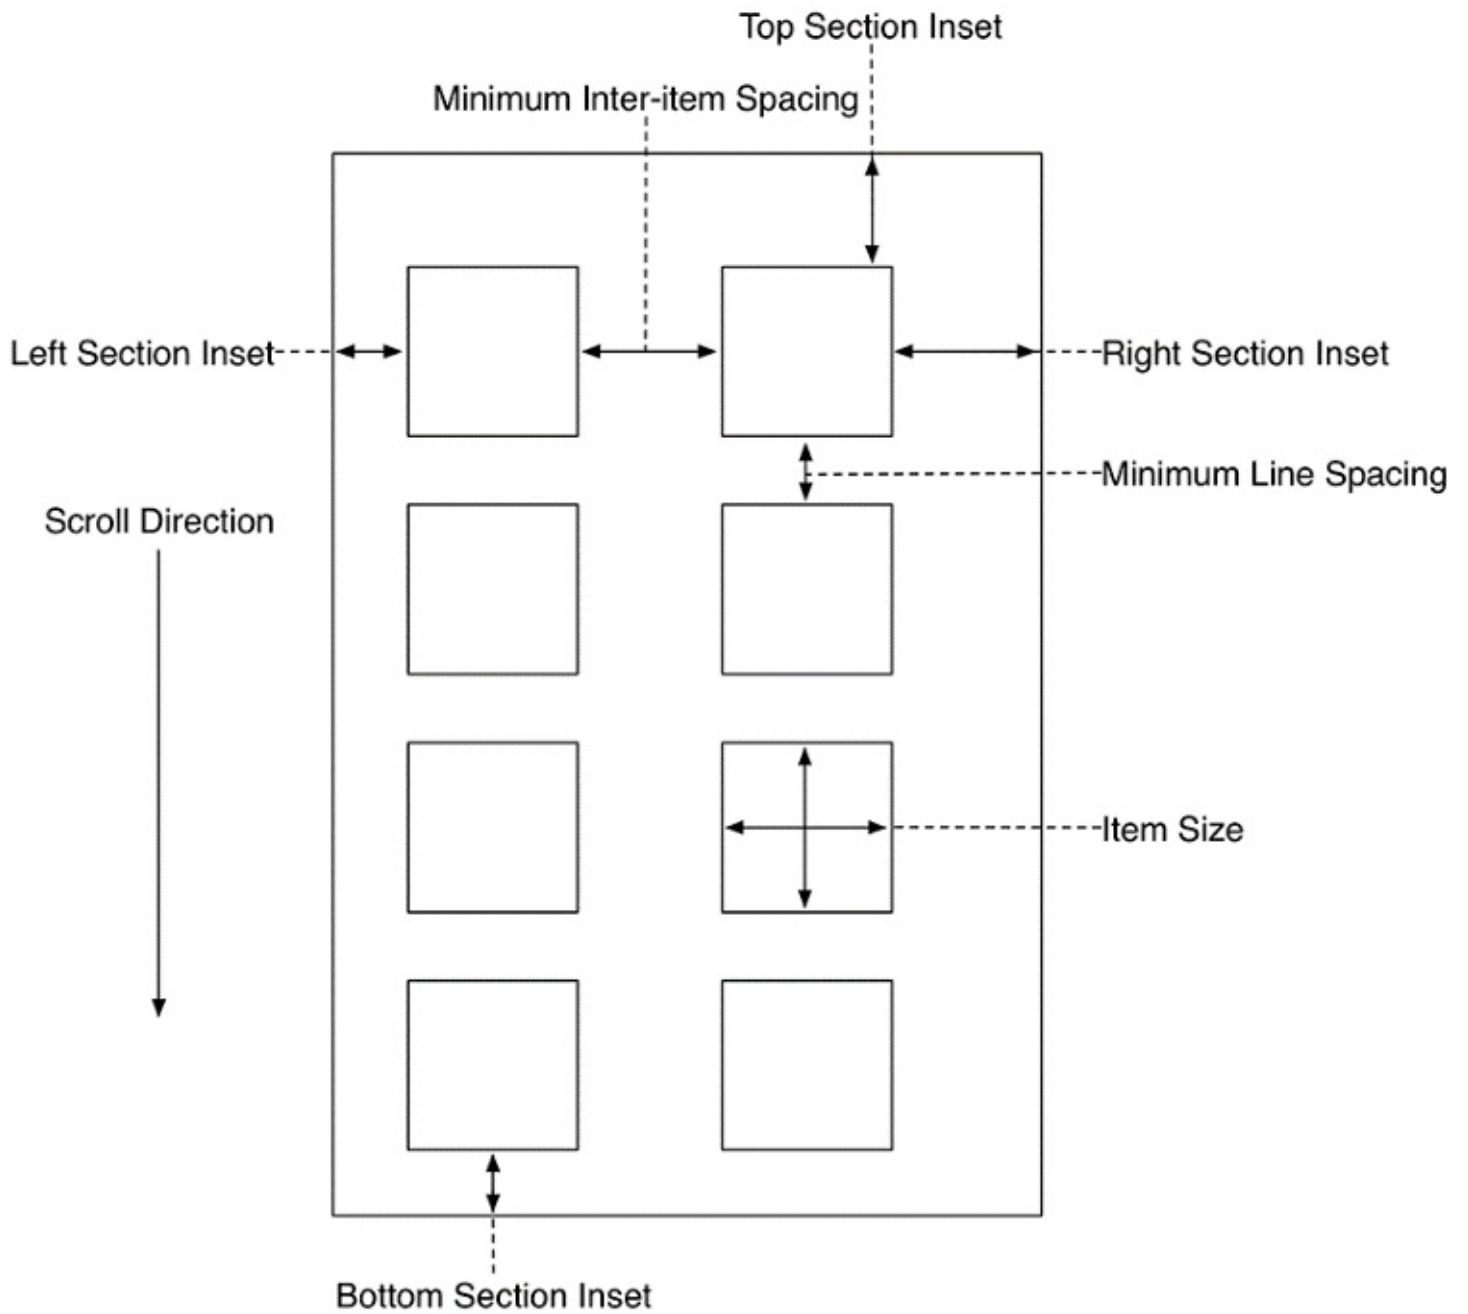 Top Section Inset
Minimum Inter-item Spacing
Left Section Inset
Right Section Inset
Minimum Line Spacing
Scroll Direction
Item Size
Bottom Section Inset